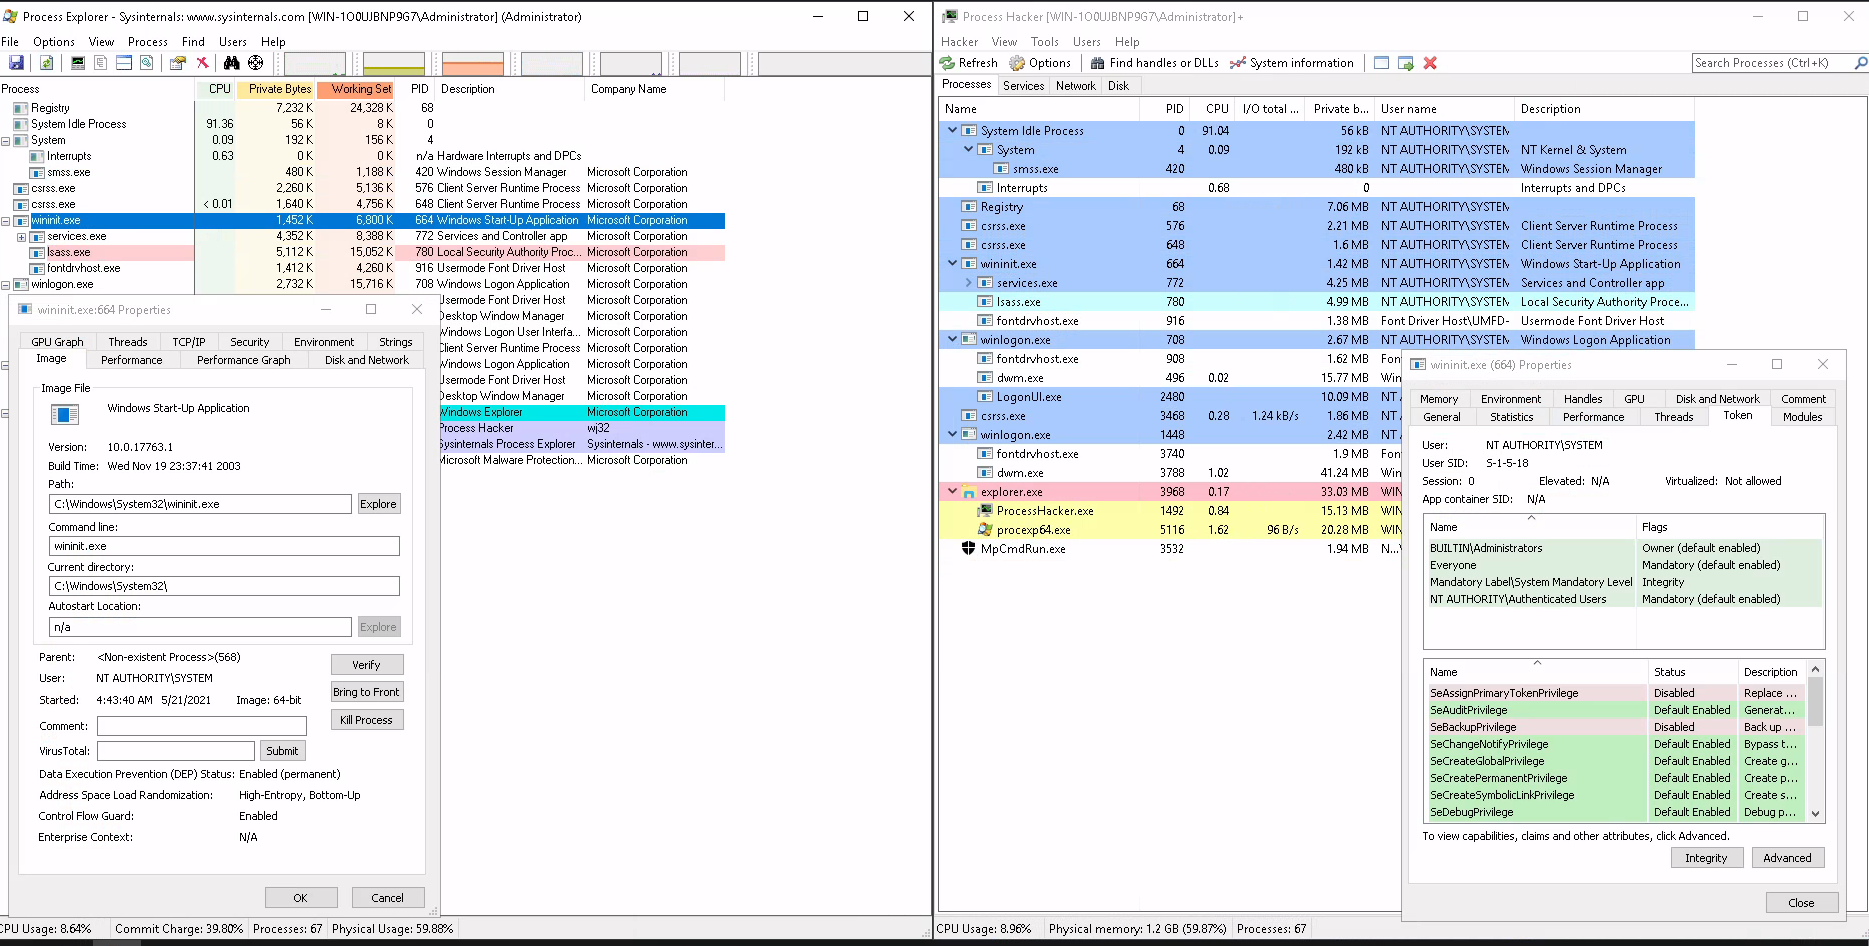 Process Explorer - Sysinternals: www.sysinternals.com [WIN-1O0UJBNP9G7\Administrator] (Administrator)
File Options View Process Find Users Help
Process CPU Private Bytes Working Set PID Description Company Name
Registry 7,232 K 24,328 K 68
System Idle Process 91.36 56 K 8 K 0
System 0.09 192 K 156 K 4
Interrupts 0.63 0 K 0 K n/a Hardware Interrupts and DPCs
smss.exe 480 K 1,188 K 420 Windows Session Manager Microsoft Corporation
csrss.exe 2,260 K 5,136 K 576 Client Server Runtime Process Microsoft Corporation
csrss.exe < 0.01 1,640 K 4,756 K 648 Client Server Runtime Process Microsoft Corporation
wininit.exe 1,452 K 6,800 K 664 Windows Start-Up Application Microsoft Corporation
services.exe 4,352 K 8,388 K 772 Services and Controller app Microsoft Corporation
lsass.exe 5,112 K 15,052 K 780 Local Security Authority Proc... Microsoft Corporation
fontdrvhost.exe 1,412 K 4,260 K 916 Usermode Font Driver Host Microsoft Corporation
winlogon.exe 2,732 K 15,716 K 708 Windows Logon Application Microsoft Corporation
Usermode Font Driver Host Microsoft Corporation
Desktop Window Manager Microsoft Corporation
Windows Logon User Interfa... Microsoft Corporation
Client Server Runtime Process Microsoft Corporation
Windows Logon Application Microsoft Corporation
Usermode Font Driver Host Microsoft Corporation
Desktop Window Manager Microsoft Corporation
Windows Explorer Microsoft Corporation
Process Hacker wj32
Sysinternals Process Explorer Sysinternals - www.sysinter...
Microsoft Malware Protection... Microsoft Corporation
wininit.exe:664 Properties
GPU Graph Threads TCP/IP Security Environment Strings
Image Performance Performance Graph Disk and Network
Image File
Windows Start-Up Application
Version: 10.0.17763.1
Build Time: Wed Nov 19 23:37:41 2003
Path:
C:\Windows\System32\wininit.exe Explore
Command line:
wininit.exe
Current directory:
C:\Windows\System32\
Autostart Location:
n/a Explore
Parent: <Non-existent Process>(568) Verify
User: NT AUTHORITY\SYSTEM
Bring to Front
Started: 4:43:40 AM 5/21/2021 Image: 64-bit
Comment: Kill Process
VirusTotal: Submit
Data Execution Prevention (DEP) Status: Enabled (permanent)
Address Space Load Randomization: High-Entropy, Bottom-Up
Control Flow Guard: Enabled
Enterprise Context: N/A
OK Cancel
CPU Usage: 8.64% Commit Charge: 39.80% Processes: 67 Physical Usage: 59.88%
Process Hacker [WIN-1O0UJBNP9G7\Administrator]+
Hacker View Tools Users Help
Refresh Options Find handles or DLLs System information Search Processes (Ctrl+K)
Processes Services Network Disk
Name PID CPU I/O total ... Private b... User name Description
System Idle Process 0 91.04 56 kB NT AUTHORITY\SYSTEM
System 4 0.09 192 kB NT AUTHORITY\SYSTEM NT Kernel & System
smss.exe 420 480 kB NT AUTHORITY\SYSTEM Windows Session Manager
Interrupts 0.68 0 Interrupts and DPCs
Registry 68 7.06 MB NT AUTHORITY\SYSTEM
csrss.exe 576 2.21 MB NT AUTHORITY\SYSTEM Client Server Runtime Process
csrss.exe 648 1.6 MB NT AUTHORITY\SYSTEM Client Server Runtime Process
wininit.exe 664 1.42 MB NT AUTHORITY\SYSTEM Windows Start-Up Application
services.exe 772 4.25 MB NT AUTHORITY\SYSTEM Services and Controller app
lsass.exe 780 4.99 MB NT AUTHORITY\SYSTEM Local Security Authority Proce...
fontdrvhost.exe 916 1.38 MB Font Driver Host\UMFD- Usermode Font Driver Host
winlogon.exe 708 2.67 MB NT AUTHORITY\SYSTEM Windows Logon Application
fontdrvhost.exe 908 1.62 MB Fon
dwm.exe 496 0.02 15.77 MB Win
LogonUI.exe 2480 10.09 MB NT
csrss.exe 3468 0.28 1.24 kB/s 1.86 MB NT
winlogon.exe 1448 2.42 MB NT
fontdrvhost.exe 3740 1.9 MB Fon
dwm.exe 3788 1.02 41.24 MB Win
explorer.exe 3968 0.17 33.03 MB WIN
ProcessHacker.exe 1492 0.84 15.13 MB WIN
procexp64.exe 5116 1.62 96 B/s 20.28 MB WIN
MpCmdRun.exe 3532 1.94 MB N...\
wininit.exe (664) Properties
Memory Environment Handles GPU Disk and Network Comment
General Statistics Performance Threads Token Modules
User: NT AUTHORITY\SYSTEM
User SID: S-1-5-18
Session: 0 Elevated: N/A Virtualized: Not allowed
App container SID: N/A
Name Flags
BUILTIN\Administrators Owner (default enabled)
Everyone Mandatory (default enabled)
Mandatory Label\System Mandatory Level Integrity
NT AUTHORITY\Authenticated Users Mandatory (default enabled)
Name Status Description
SeAssignPrimaryTokenPrivilege Disabled Replace ...
SeAuditPrivilege Default Enabled Generat...
SeBackupPrivilege Disabled Back up ...
SeChangeNotifyPrivilege Default Enabled Bypass t...
SeCreateGlobalPrivilege Default Enabled Create g...
SeCreatePermanentPrivilege Default Enabled Create p...
SeCreateSymbolicLinkPrivilege Default Enabled Create s...
SeDebugPrivilege Default Enabled Debug p...
To view capabilities, claims and other attributes, click Advanced.
Integrity Advanced
Close
CPU Usage: 8.96% Physical memory: 1.2 GB (59.87%) Processes: 67